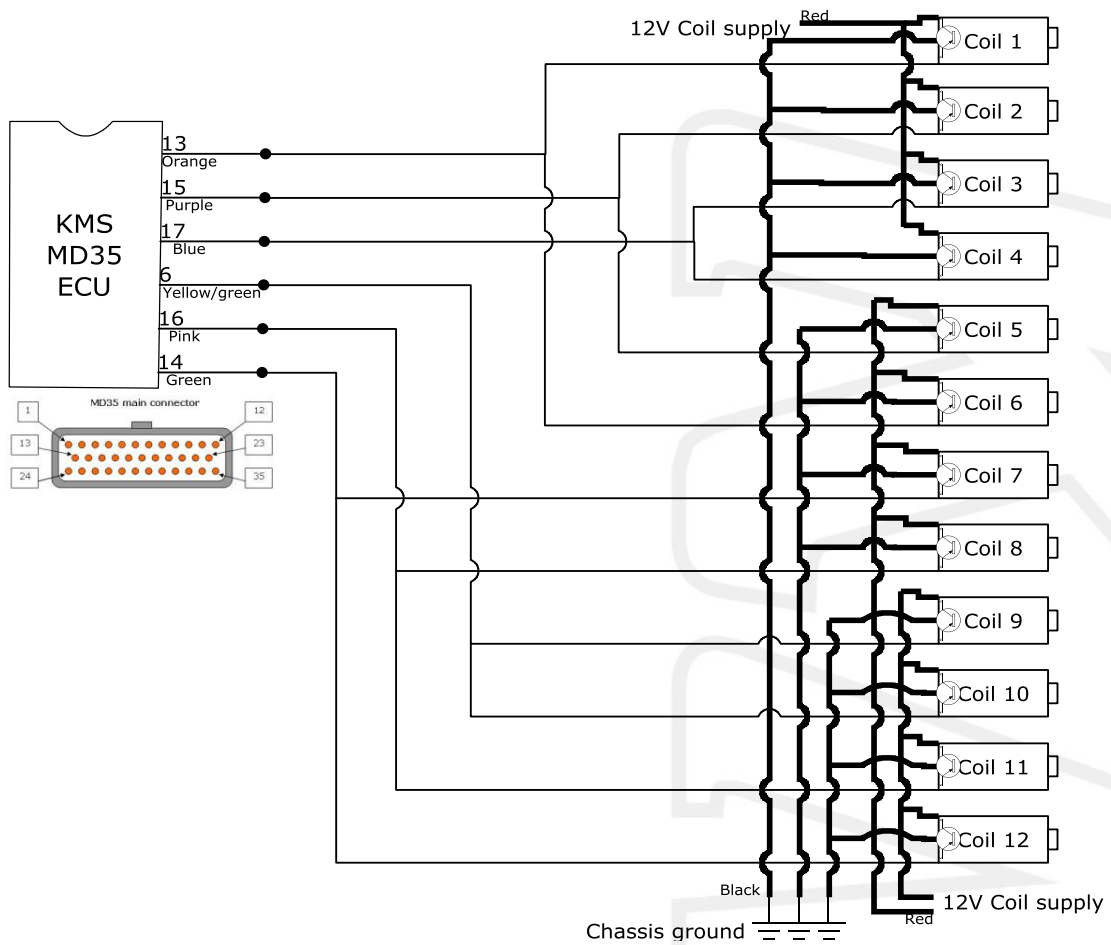 Red
12V Coil supply
Coil 1
Coil 2
Coil 3
Coil 4
Coil 5
Coil 6
Coil 7
Coil 8
Coil 9
Coil 10
Coil 11
Coil 12
KMS
MD35
ECU
13
Orange
15
Purple
17
Blue
6
Yellow/green
16
Pink
14
Green
MD35 main connector
1
12
13
23
24
35
Black
Chassis ground
12V Coil supply
Red